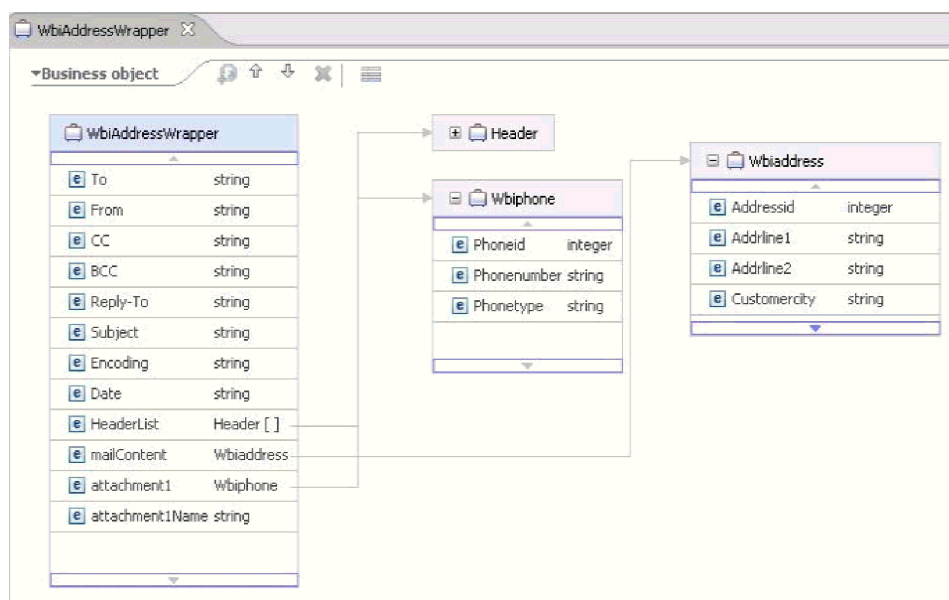 WbiAddressWrapper
Business object
WbiAddressWrapper
To string
From string
CC string
BCC string
Reply-To string
Subject string
Encoding string
Date string
HeaderList Header [ ]
mailContent Wbiaddress
attachment1 Wbiphone
attachment1Name string
Header
Wbiphone
Phoneid integer
Phonenumber string
Phonetype string
Wbiaddress
Addressid integer
Addrline1 string
Addrline2 string
Customercity string